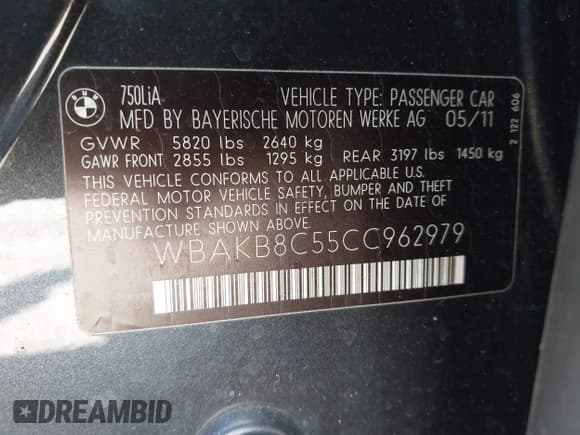 BMW
750LiA VEHICLE TYPE: PASSENGER CAR
MFD BY BAYERISCHE MOTOREN WERKE AG 05/11
GVWR 5820 lbs 2640 kg
GAWR FRONT 2855 lbs 1295 kg REAR 3197 lbs 1450 kg
THIS VEHICLE CONFORMS TO ALL APPLICABLE U.S.
FEDERAL MOTOR VEHICLE SAFETY, BUMPER AND THEFT
PREVENTION STANDARDS IN EFFECT ON THE DATE OF
MANUFACTURE SHOWN ABOVE.
WBAKB8C55CC962979
2 122 606
DREAMBID